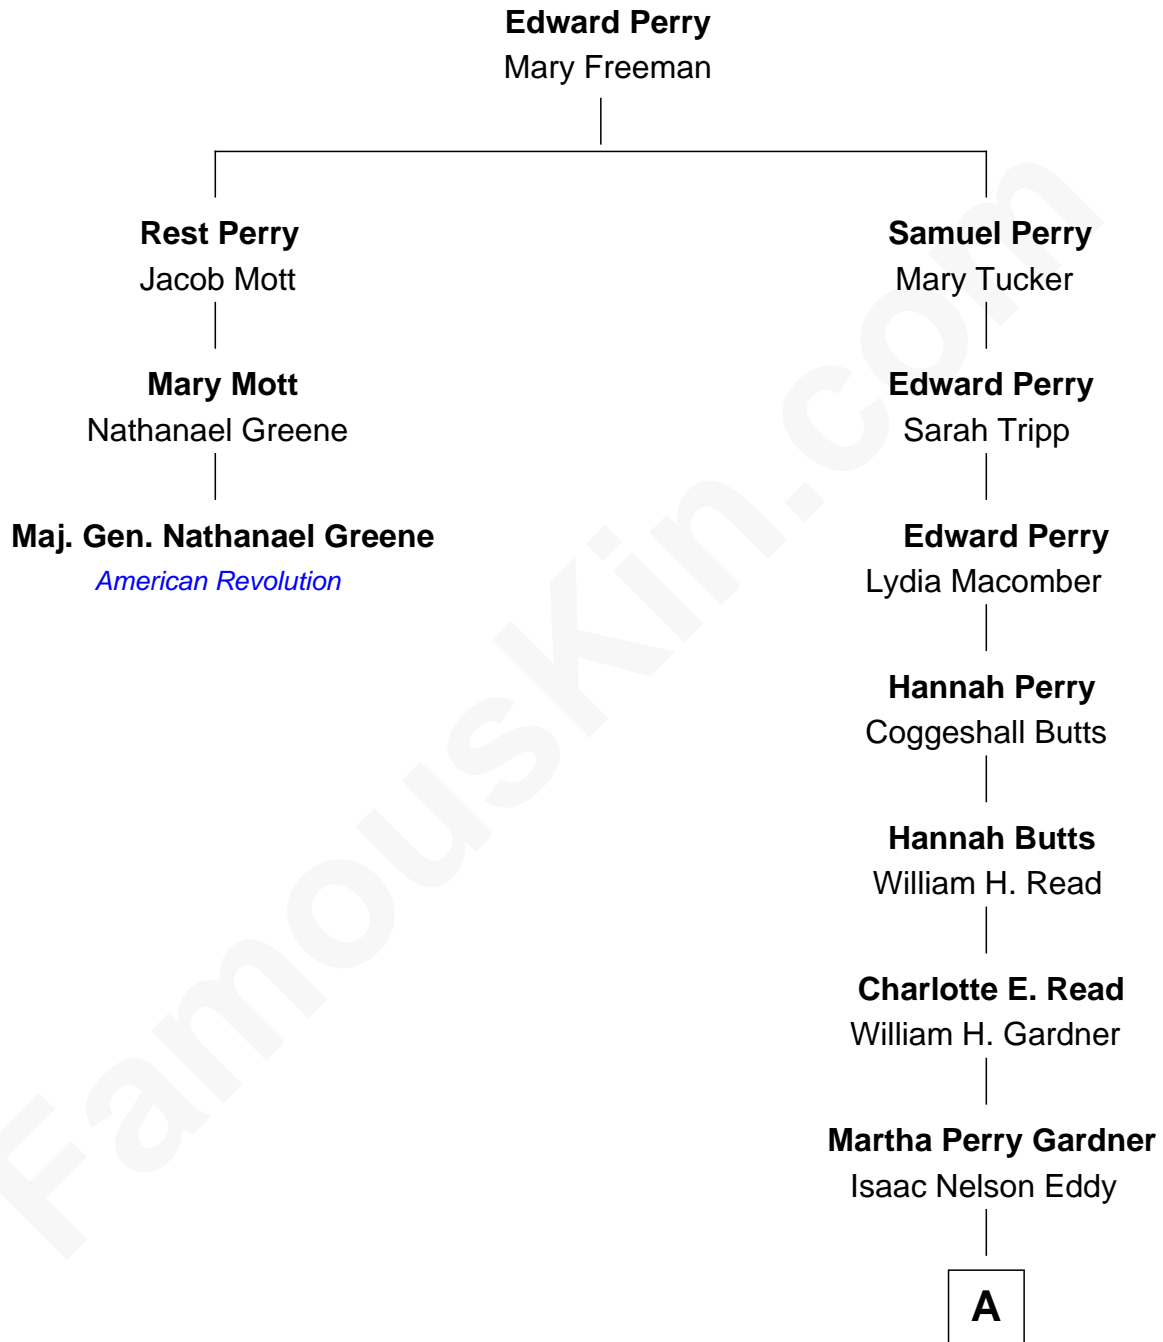 Edward Perry
Mary Freeman
Rest Perry
Jacob Mott
Samuel Perry
Mary Tucker
Mary Mott
Nathanael Greene
Edward Perry
Sarah Tripp
Maj. Gen. Nathanael Greene
American Revolution
Edward Perry
Lydia Macomber
Hannah Perry
Coggeshall Butts
Hannah Butts
William H. Read
Charlotte E. Read
William H. Gardner
Martha Perry Gardner
Isaac Nelson Eddy
A
FamousKin.com